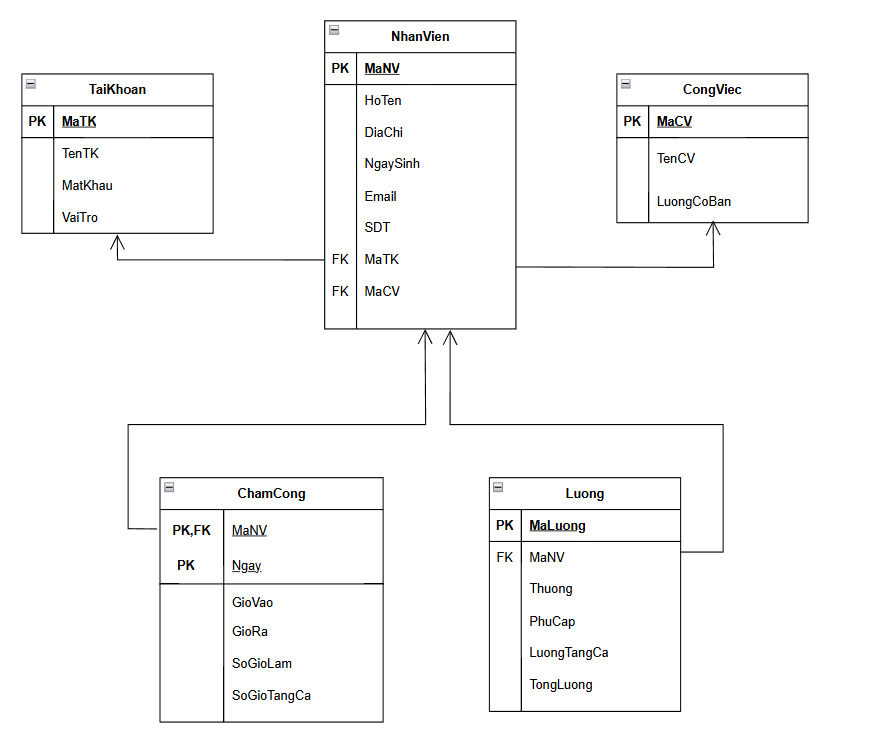 NhanVien
PK MaNV
HoTen
DiaChi
NgaySinh
Email
SDT
FK MaTK
FK MaCV
TaiKhoan
PK MaTK
TenTK
MatKhau
VaiTro
CongViec
PK MaCV
TenCV
LuongCoBan
ChamCong
PK,FK MaNV
PK Ngay
GioVao
GioRa
SoGioLam
SoGioTangCa
Luong
PK MaLuong
FK MaNV
Thuong
PhuCap
LuongTangCa
TongLuong